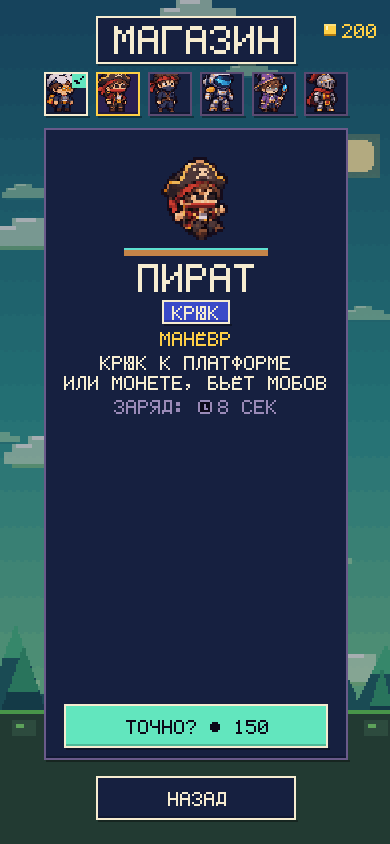 МАГАЗИН
200
ПИРАТ
КРЮК
МАНЁВР
КРЮК К ПЛАТФОРМЕ
ИЛИ МОНЕТЕ, БЬЁТ МОБОВ
ЗАРЯД: 8 СЕК
ТОЧНО? ● 150
НАЗАД